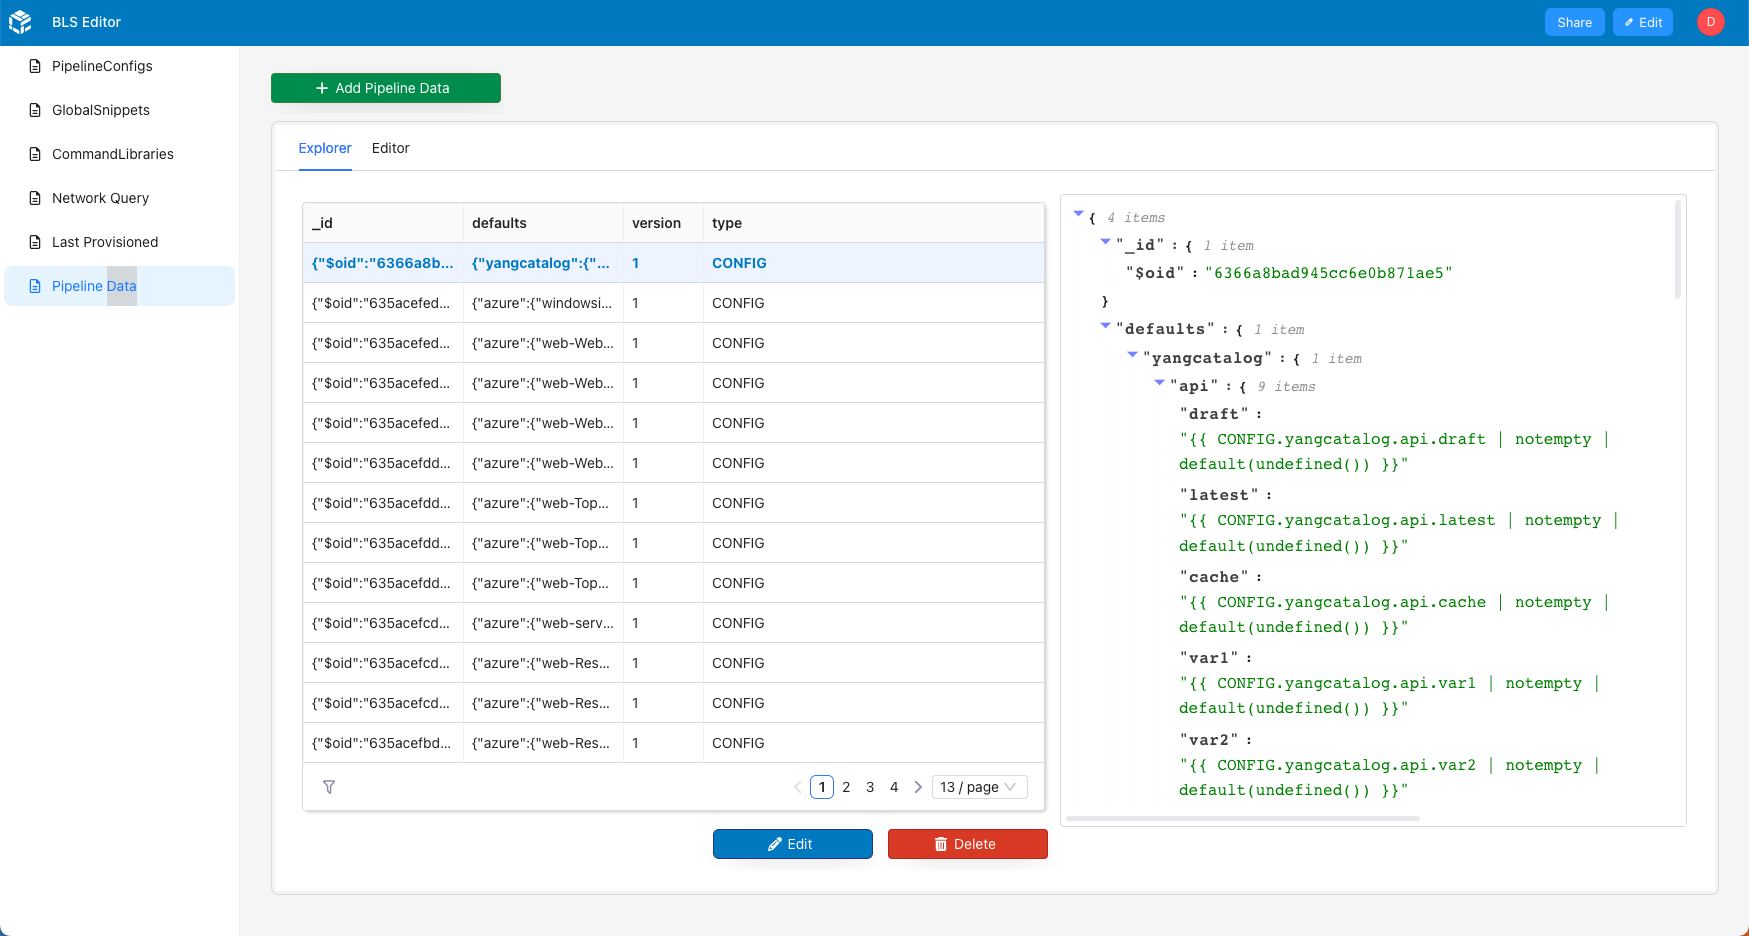 BLS Editor
Share
Edit
D
PipelineConfigs
GlobalSnippets
CommandLibraries
Network Query
Last Provisioned
Pipeline Data
+ Add Pipeline Data
Explorer
Editor
_id defaults version type
{"$oid":"6366a8b... {"yangcatalog":{"... 1 CONFIG
{"$oid":"635acefed... {"azure":{"windowsi... 1 CONFIG
{"$oid":"635acefed... {"azure":{"web-Web... 1 CONFIG
{"$oid":"635acefed... {"azure":{"web-Web... 1 CONFIG
{"$oid":"635acefed... {"azure":{"web-Web... 1 CONFIG
{"$oid":"635acefdd... {"azure":{"web-Web... 1 CONFIG
{"$oid":"635acefdd... {"azure":{"web-Top... 1 CONFIG
{"$oid":"635acefdd... {"azure":{"web-Top... 1 CONFIG
{"$oid":"635acefdd... {"azure":{"web-Top... 1 CONFIG
{"$oid":"635acefcd... {"azure":{"web-serv... 1 CONFIG
{"$oid":"635acefcd... {"azure":{"web-Res... 1 CONFIG
{"$oid":"635acefcd... {"azure":{"web-Res... 1 CONFIG
{"$oid":"635acefbd... {"azure":{"web-Res... 1 CONFIG
1 2 3 4 13 / page
Edit
Delete
{ 4 items
"_id" : { 1 item
"$oid" : "6366a8bad945cc6e0b871ae5"
}
"defaults" : { 1 item
"yangcatalog" : { 1 item
"api" : { 9 items
"draft" :
"{{ CONFIG.yangcatalog.api.draft | notempty |
default(undefined()) }}"
"latest" :
"{{ CONFIG.yangcatalog.api.latest | notempty |
default(undefined()) }}"
"cache" :
"{{ CONFIG.yangcatalog.api.cache | notempty |
default(undefined()) }}"
"var1" :
"{{ CONFIG.yangcatalog.api.var1 | notempty |
default(undefined()) }}"
"var2" :
"{{ CONFIG.yangcatalog.api.var2 | notempty |
default(undefined()) }}"